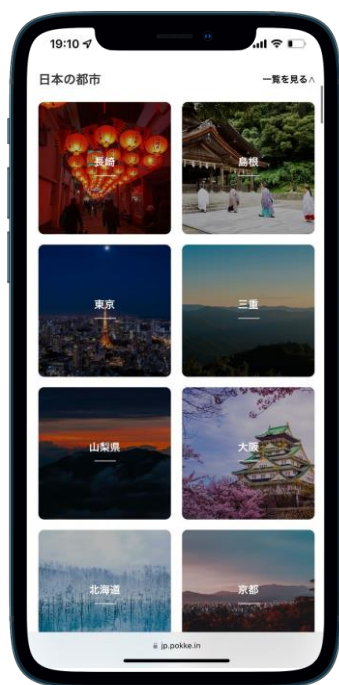 19:10
日本の都市
一覧を見る∧
長崎
島根
東京
三重
山梨県
大阪
北海道
京都
jp.pokke.in